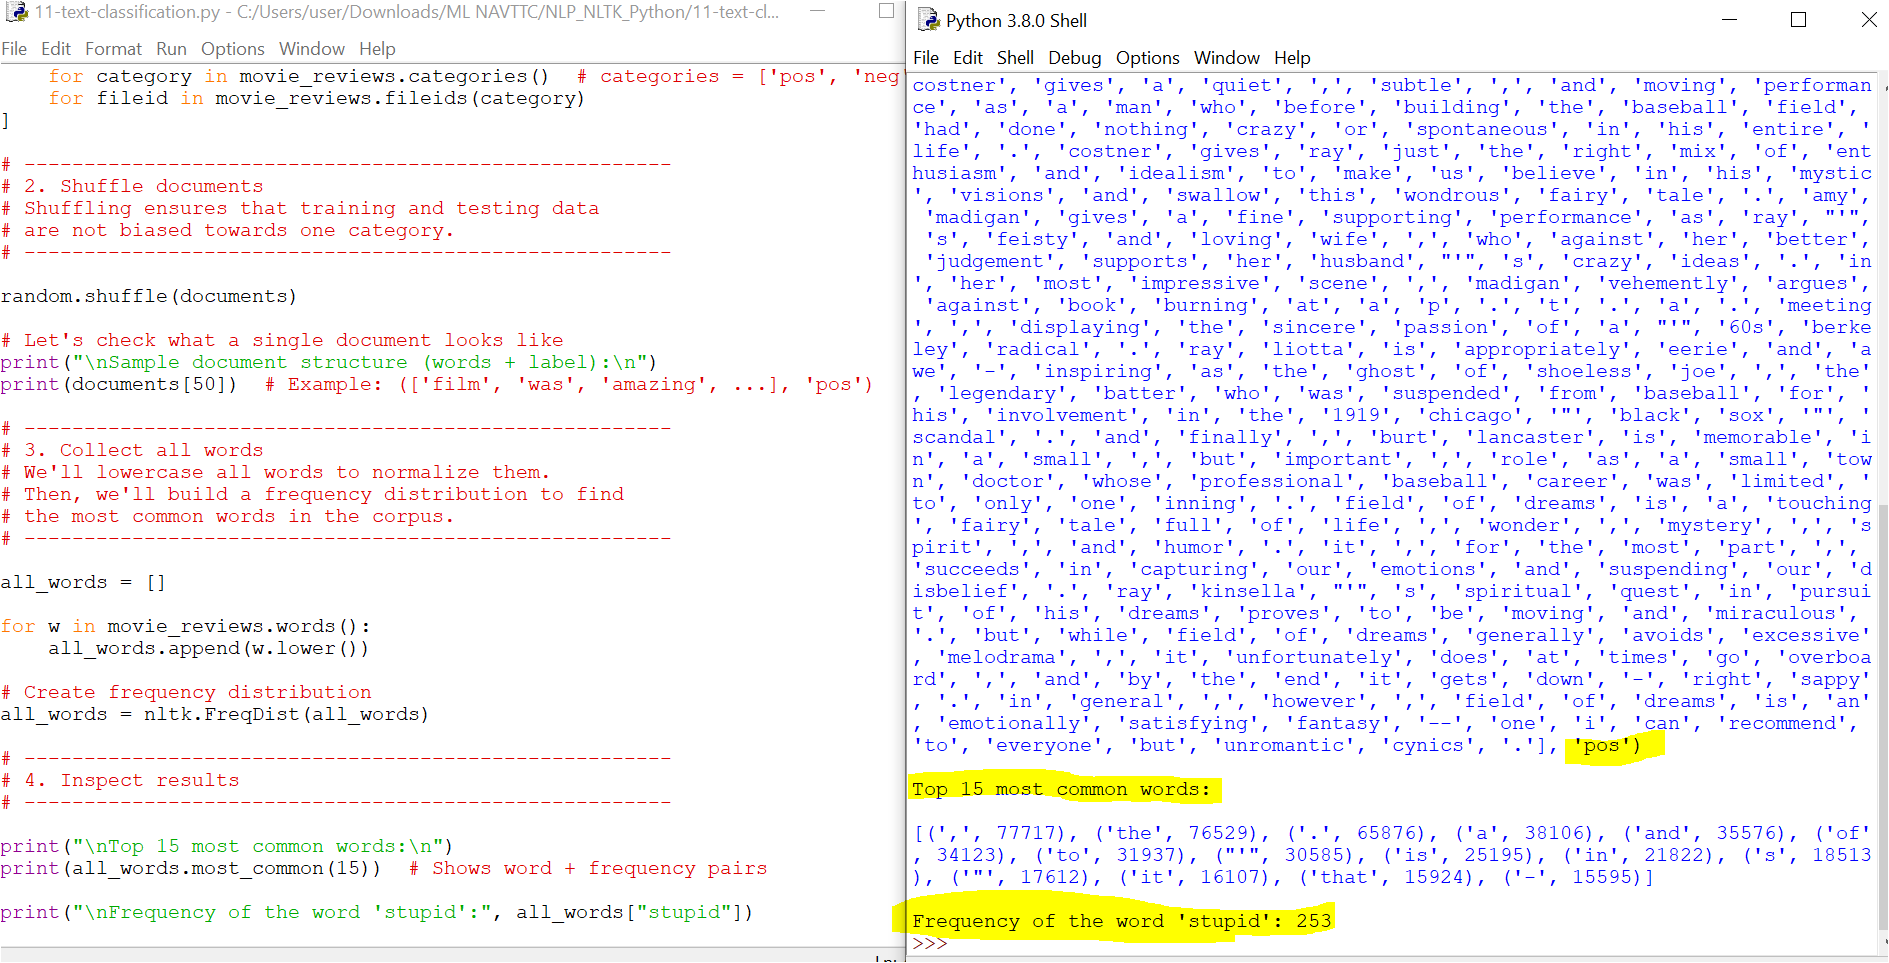 11-text-classification.py - C:/Users/user/Downloads/ML NAVTTC/NLP_NLTK_Python/11-text-cl...
File Edit Format Run Options Window Help
    for category in movie_reviews.categories()  # categories = ['pos', 'neg'
    for fileid in movie_reviews.fileids(category)
]
# ------------------------------------------------------
# 2. Shuffle documents
# Shuffling ensures that training and testing data
# are not biased towards one category.
# ------------------------------------------------------
random.shuffle(documents)
# Let's check what a single document looks like
print("\nSample document structure (words + label):\n")
print(documents[50])  # Example: (['film', 'was', 'amazing', ...], 'pos')
# ------------------------------------------------------
# 3. Collect all words
# We'll lowercase all words to normalize them.
# Then, we'll build a frequency distribution to find
# the most common words in the corpus.
# ------------------------------------------------------
all_words = []
for w in movie_reviews.words():
    all_words.append(w.lower())
# Create frequency distribution
all_words = nltk.FreqDist(all_words)
# ------------------------------------------------------
# 4. Inspect results
# ------------------------------------------------------
print("\nTop 15 most common words:\n")
print(all_words.most_common(15))  # Shows word + frequency pairs
print("\nFrequency of the word 'stupid':", all_words["stupid"])
Python 3.8.0 Shell
File Edit Shell Debug Options Window Help
costner', 'gives', 'a', 'quiet', ',', 'subtle', ',', 'and', 'moving', 'performan
ce', 'as', 'a', 'man', 'who', 'before', 'building', 'the', 'baseball', 'field',
'had', 'done', 'nothing', 'crazy', 'or', 'spontaneous', 'in', 'his', 'entire', '
life', '.', 'costner', 'gives', 'ray', 'just', 'the', 'right', 'mix', 'of', 'ent
husiasm', 'and', 'idealism', 'to', 'make', 'us', 'believe', 'in', 'his', 'mystic
', 'visions', 'and', 'swallow', 'this', 'wondrous', 'fairy', 'tale', '.', 'amy',
 'madigan', 'gives', 'a', 'fine', 'supporting', 'performance', 'as', 'ray', "'",
 's', 'feisty', 'and', 'loving', 'wife', ',', 'who', 'against', 'her', 'better',
 'judgement', 'supports', 'her', 'husband', "'", 's', 'crazy', 'ideas', '.', 'in
', 'her', 'most', 'impressive', 'scene', ',', 'madigan', 'vehemently', 'argues',
 'against', 'book', 'burning', 'at', 'a', 'p', '.', 't', '.', 'a', '.', 'meeting
', ',', 'displaying', 'the', 'sincere', 'passion', 'of', 'a', "'", '60s', 'berke
ley', 'radical', '.', 'ray', 'liotta', 'is', 'appropriately', 'eerie', 'and', 'a
we', '-', 'inspiring', 'as', 'the', 'ghost', 'of', 'shoeless', 'joe', ',', 'the'
, 'legendary', 'batter', 'who', 'was', 'suspended', 'from', 'baseball', 'for', '
his', 'involvement', 'in', 'the', '1919', 'chicago', '"', 'black', 'sox', '"', '
scandal', '.', 'and', 'finally', ',', 'burt', 'lancaster', 'is', 'memorable', 'i
n', 'a', 'small', ',', 'but', 'important', ',', 'role', 'as', 'a', 'small', 'tow
n', 'doctor', 'whose', 'professional', 'baseball', 'career', 'was', 'limited', '
to', 'only', 'one', 'inning', '.', 'field', 'of', 'dreams', 'is', 'a', 'touching
', 'fairy', 'tale', 'full', 'of', 'life', ',', 'wonder', ',', 'mystery', ',', 's
pirit', ',', 'and', 'humor', '.', 'it', ',', 'for', 'the', 'most', 'part', ',',
'succeeds', 'in', 'capturing', 'our', 'emotions', 'and', 'suspending', 'our', 'd
isbelief', '.', 'ray', 'kinsella', "'", 's', 'spiritual', 'quest', 'in', 'pursui
t', 'of', 'his', 'dreams', 'proves', 'to', 'be', 'moving', 'and', 'miraculous',
'.', 'but', 'while', 'field', 'of', 'dreams', 'generally', 'avoids', 'excessive'
, 'melodrama', ',', 'it', 'unfortunately', 'does', 'at', 'times', 'go', 'overboa
rd', ',', 'and', 'by', 'the', 'end', 'it', 'gets', 'down', '-', 'right', 'sappy'
, '.', 'in', 'general', ',', 'however', ',', 'field', 'of', 'dreams', 'is', 'an'
, 'emotionally', 'satisfying', 'fantasy', '--', 'one', 'i', 'can', 'recommend',
'to', 'everyone', 'but', 'unromantic', 'cynics', '.'], 'pos')
Top 15 most common words:
[(',', 77717), ('the', 76529), ('.', 65876), ('a', 38106), ('and', 35576), ('of'
, 34123), ('to', 31937), ("'", 30585), ('is', 25195), ('in', 21822), ('s', 18513
), ('"', 17612), ('it', 16107), ('that', 15924), ('-', 15595)]
Frequency of the word 'stupid': 253
>>>